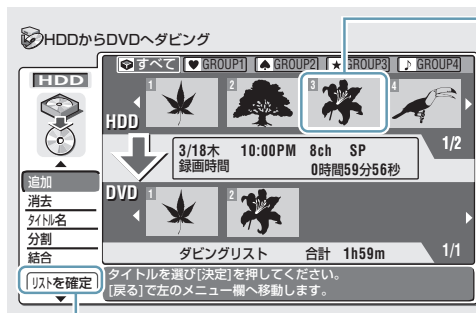 HDDからDVDへダビング
すべて GROUP1 GROUP2 GROUP3 GROUP4
HDD
1 2 3 4
HDD
3/18木 10:00PM 8ch SP
録画時間 0時間59分56秒
1/2
追加
消去
タイトル名
分割
結合
リストを確定
DVD
1 2
ダビングリスト 合計 1h59m 1/1
タイトルを選び[決定]を押してください。
[戻る]で左のメニュー欄へ移動します。